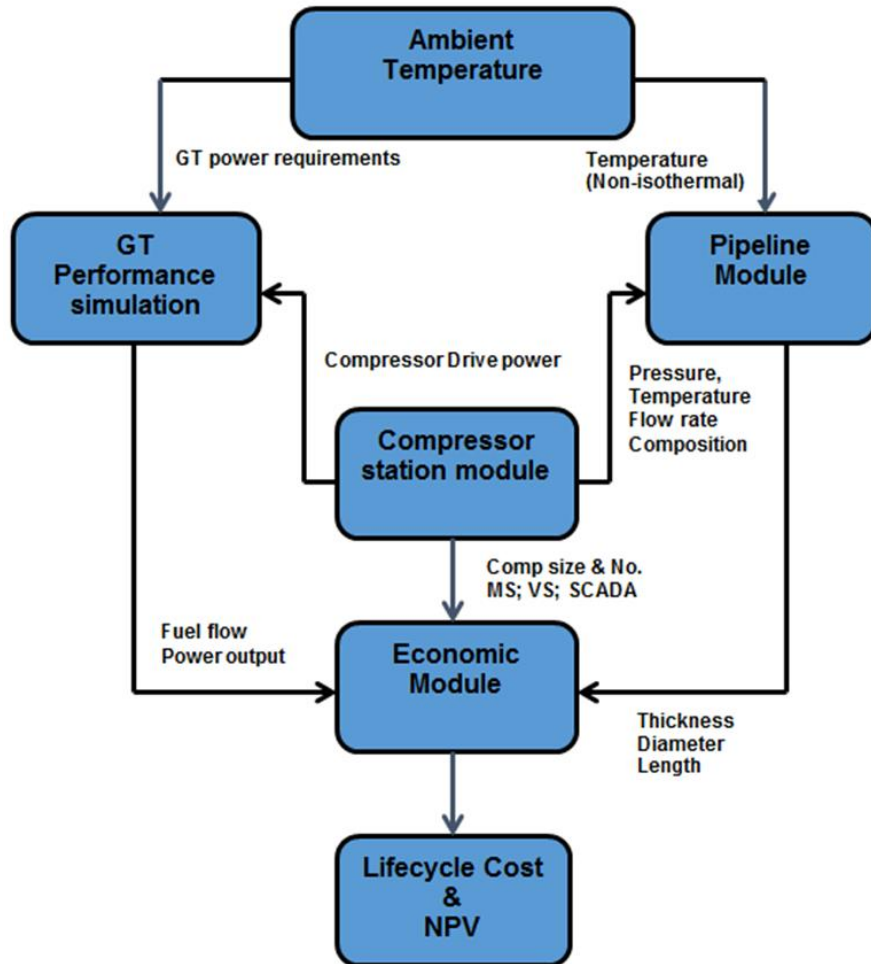 Ambient
Temperature
GT power requirements
Temperature
(Non-isothermal)
GT
Performance
simulation
Pipeline
Module
Compressor Drive power
Pressure,
Temperature
Flow rate
Composition
Compressor
station module
Comp size & No.
MS; VS; SCADA
Fuel flow
Power output
Economic
Module
Thickness
Diameter
Length
Lifecycle Cost
&
NPV